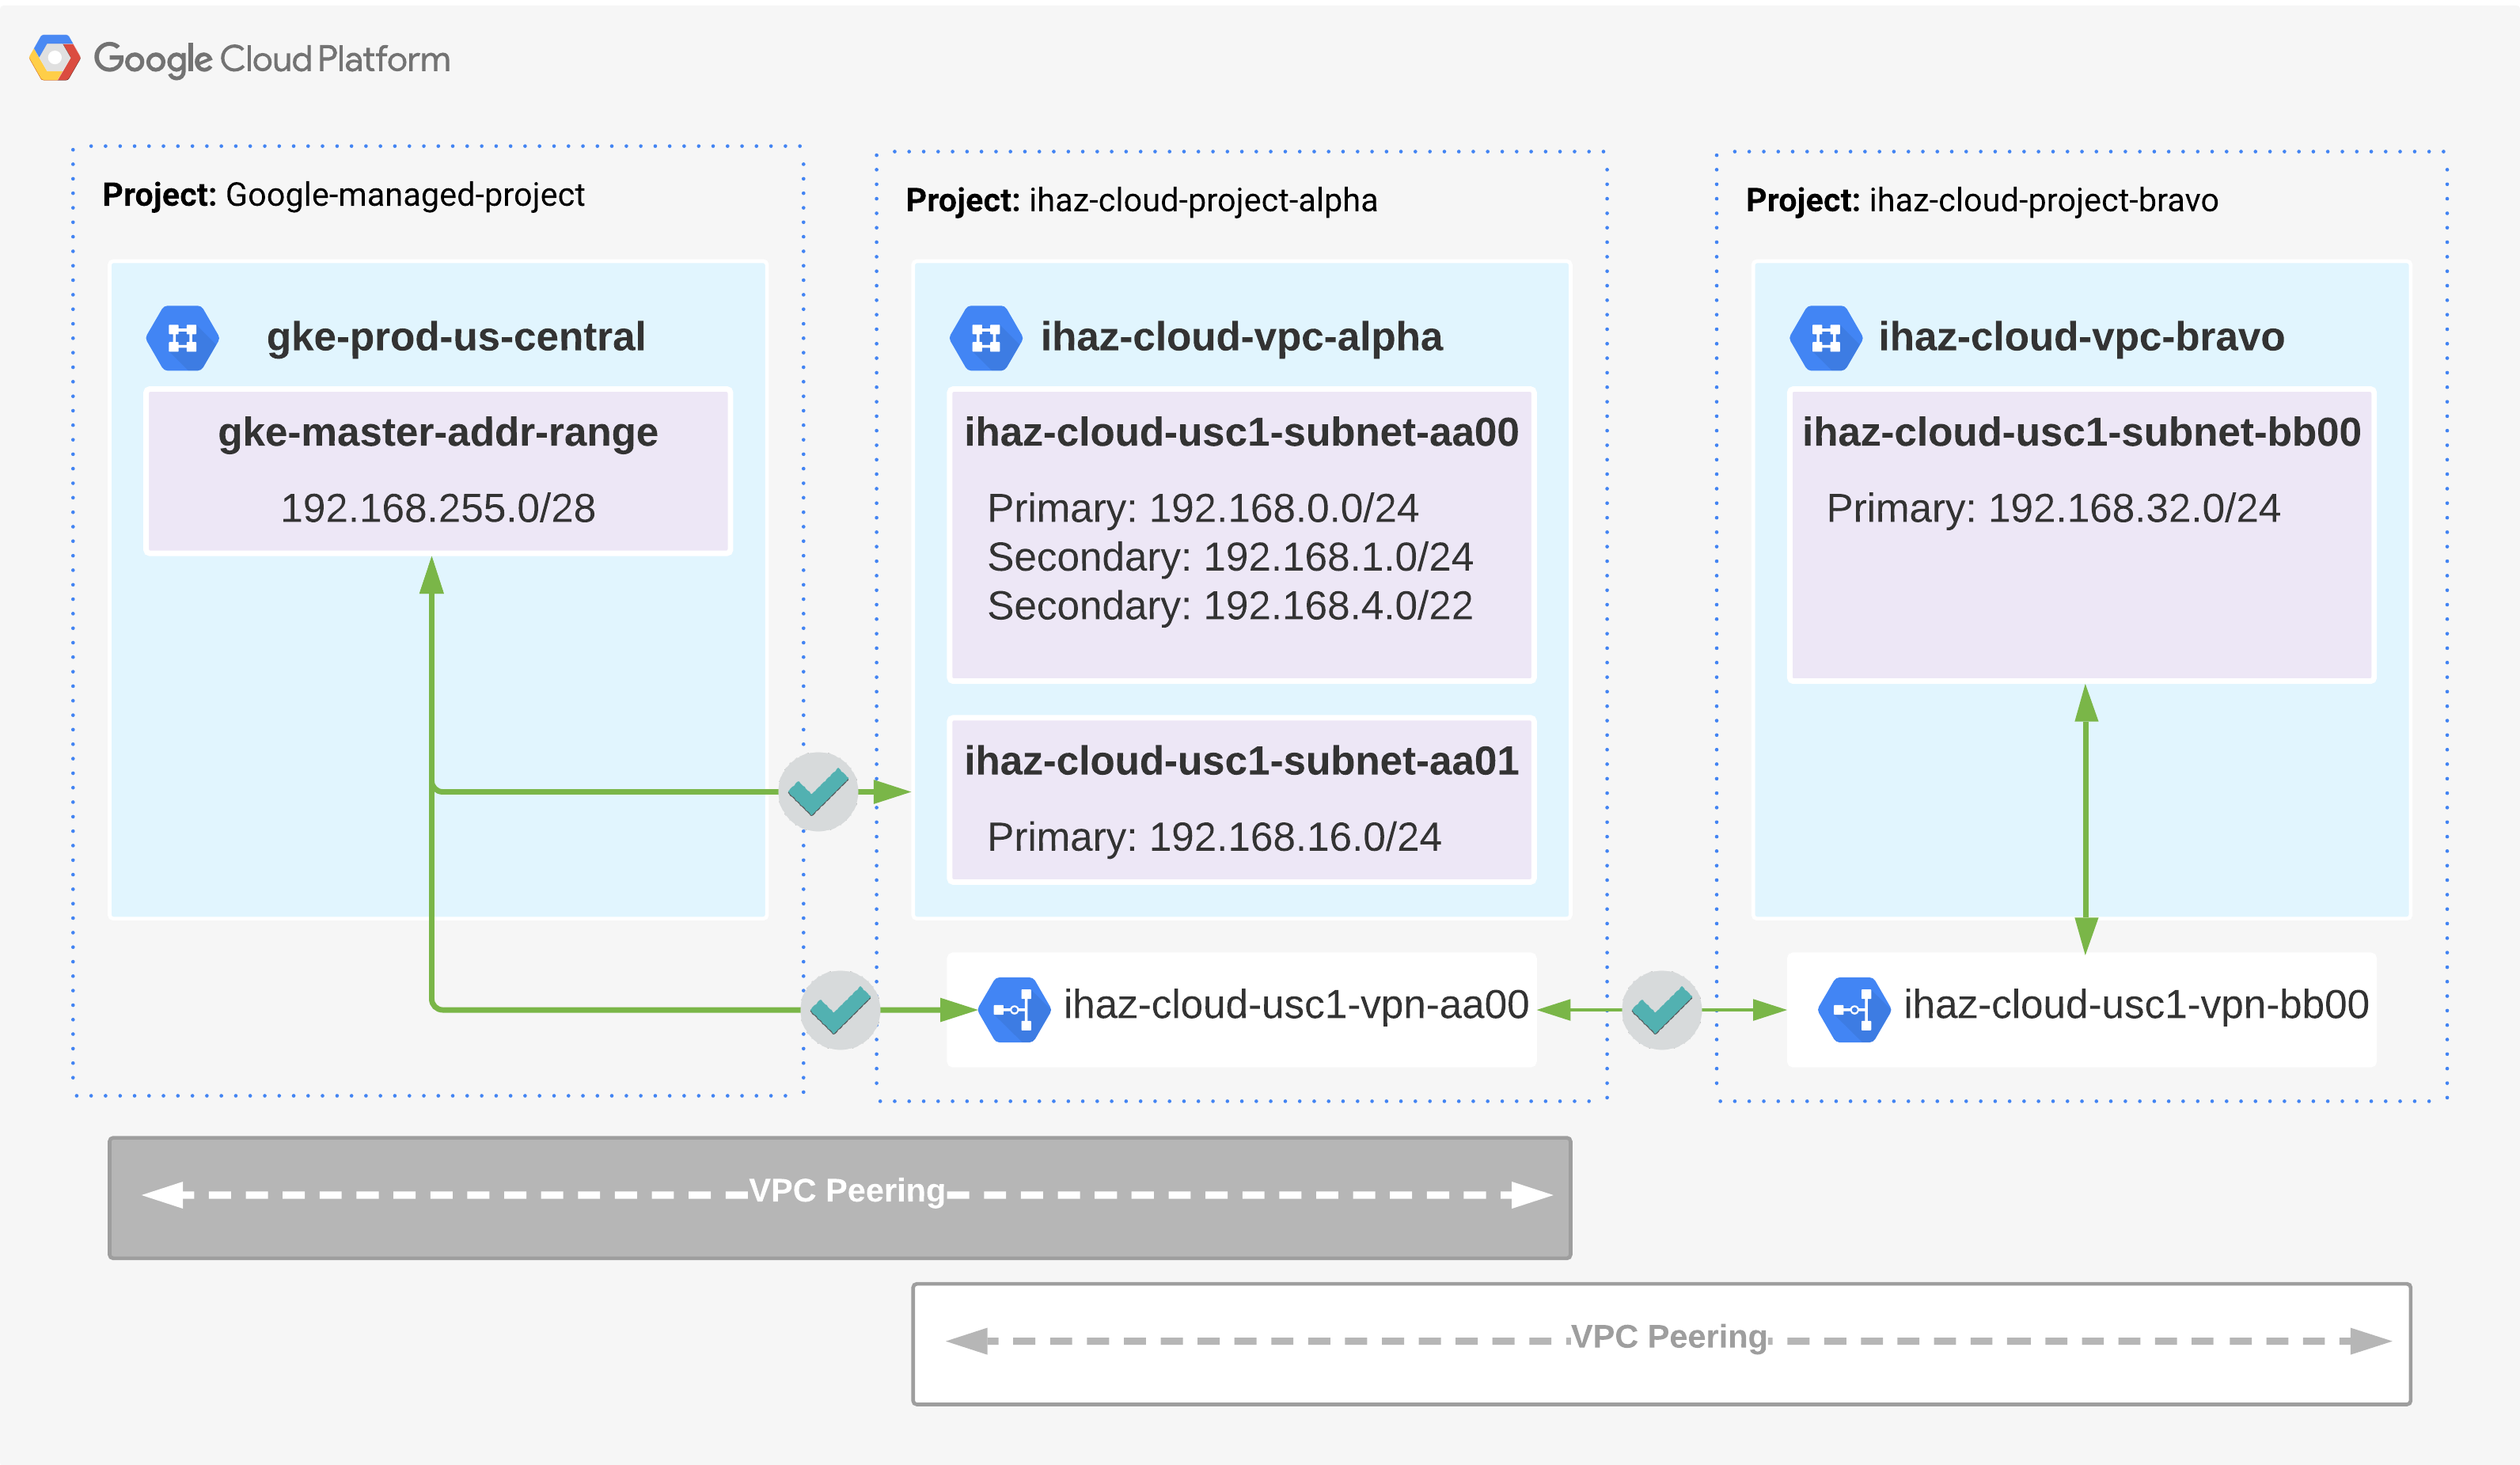 Google Cloud Platform
Project: Google-managed-project
gke-prod-us-central
gke-master-addr-range
192.168.255.0/28
Project: ihaz-cloud-project-alpha
ihaz-cloud-vpc-alpha
ihaz-cloud-usc1-subnet-aa00
Primary: 192.168.0.0/24
Secondary: 192.168.1.0/24
Secondary: 192.168.4.0/22
ihaz-cloud-usc1-subnet-aa01
Primary: 192.168.16.0/24
ihaz-cloud-usc1-vpn-aa00
Project: ihaz-cloud-project-bravo
ihaz-cloud-vpc-bravo
ihaz-cloud-usc1-subnet-bb00
Primary: 192.168.32.0/24
ihaz-cloud-usc1-vpn-bb00
VPC Peering
VPC Peering